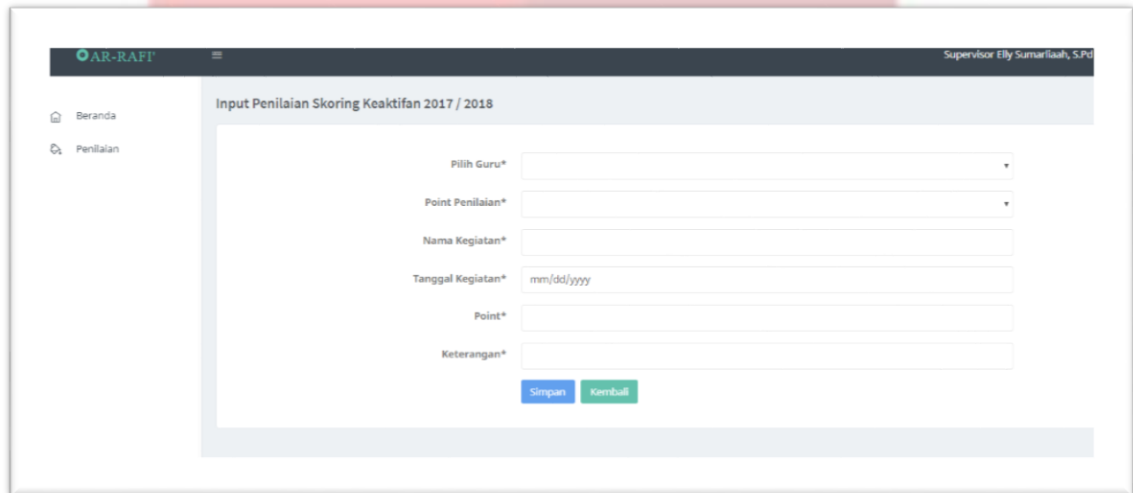 AR-RAFI'
Supervisor Elly Sumarliaah, S.Pd
Beranda
Penilaian
Input Penilaian Skoring Keaktifan 2017 / 2018
Pilih Guru*
Point Penilaian*
Nama Kegiatan*
Tanggal Kegiatan* mm/dd/yyyy
Point*
Keterangan*
Simpan Kembali